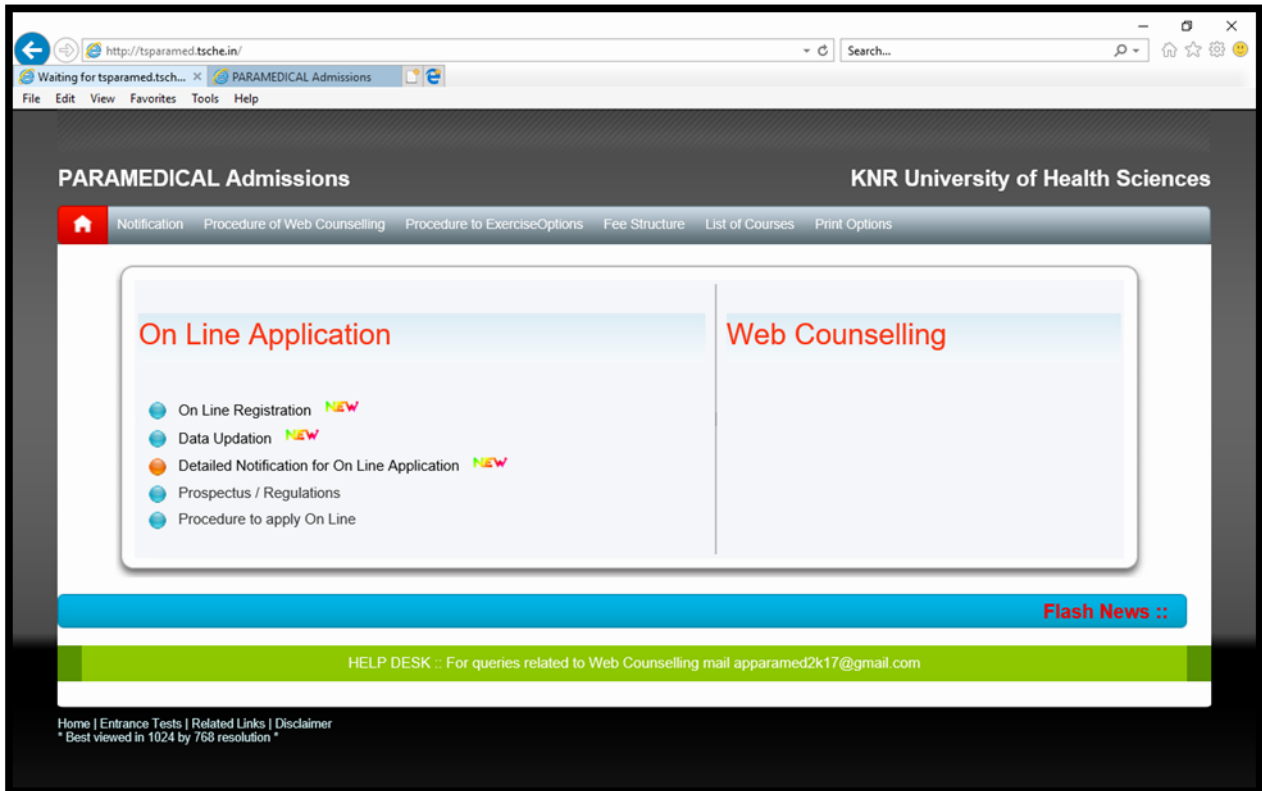 http://tsparamed.tsche.in/
Search...
Waiting for tsparamed.tsch...
PARAMEDICAL Admissions
File Edit View Favorites Tools Help
PARAMEDICAL Admissions
KNR University of Health Sciences
Notification Procedure of Web Counselling Procedure to ExerciseOptions Fee Structure List of Courses Print Options
On Line Application
On Line Registration NEW
Data Updation NEW
Detailed Notification for On Line Application NEW
Prospectus / Regulations
Procedure to apply On Line
Web Counselling
Flash News ::
HELP DESK :: For queries related to Web Counselling mail apparamed2k17@gmail.com
Home | Entrance Tests | Related Links | Disclaimer
* Best viewed in 1024 by 768 resolution *